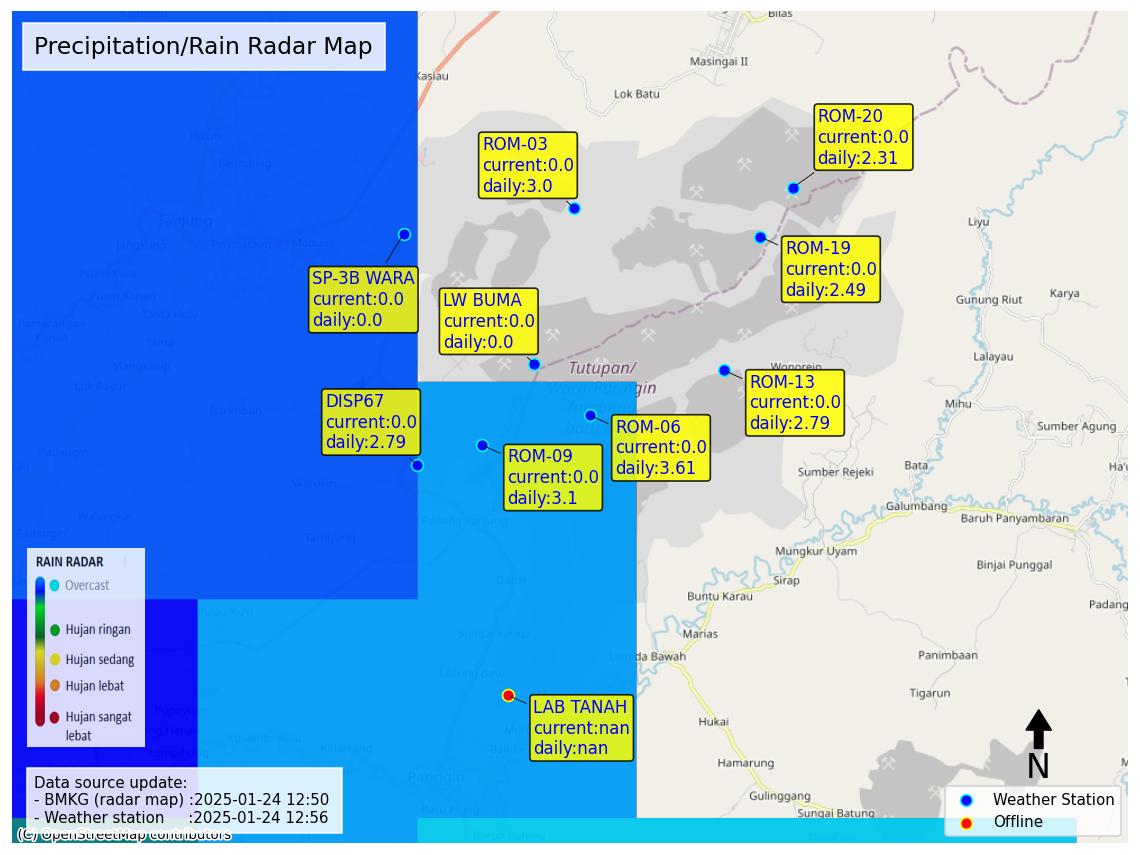 Precipitation/Rain Radar Map
Bilas
Masingai II
Kasiau
Lok Batu
ROM-20
current:0.0
daily:2.31
ROM-03
current:0.0
daily:3.0
Tanjung
Liyu
ROM-19
current:0.0
daily:2.49
SP-3B WARA
current:0.0
daily:0.0
LW BUMA
current:0.0
daily:0.0
Gunung Riut
Karya
Lalayau
Wonorejo
Tutupan/
ROM-13
current:0.0
daily:2.79
DISP67
current:0.0
daily:2.79
Mihu
ROM-06
current:0.0
daily:3.61
Sumber Agung
ROM-09
current:0.0
daily:3.1
Bata
Sumber Rejeki
Galumbang
Baruh Panyambaran
Mungkur Uyam
Binjai Punggal
Sirap
Buntu Karau
Padang
Marias
Panimbaan
Tigarun
Hukai
Hamarung
Gulinggang
Sungai Batung
RAIN RADAR
Overcast
Hujan ringan
Hujan sedang
Hujan lebat
Hujan sangat
lebat
LAB TANAH
current:nan
daily:nan
Paringin
N
Data source update:
- BMKG (radar map) :2025-01-24 12:50
- Weather station :2025-01-24 12:56
(C) OpenStreetMap contributors
Weather Station
Offline